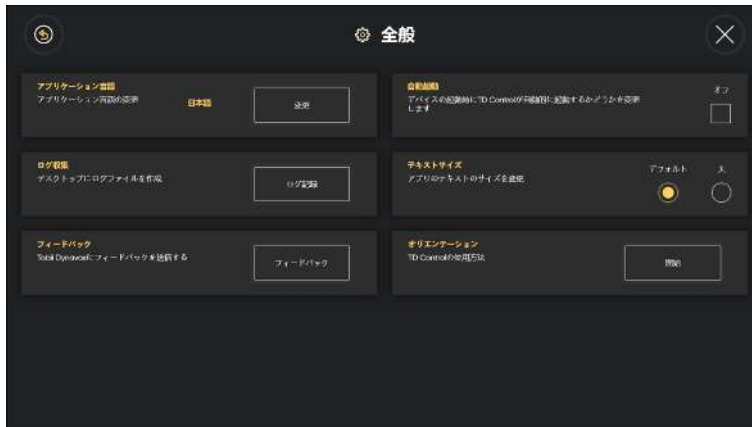 全般
アプリケーション言語
アプリケーション言語の変更
日本語
変更
自動起動
デバイスの起動時にTD Controlが自動的に起動するかどうかを変更
します
オフ
ログ収集
デスクトップにログファイルを作成
ログ記録
テキストサイズ
アプリのテキストのサイズを変更
デフォルト
大
フィードバック
Tobii Dynavoxにフィードバックを送信する
フィードバック
オリエンテーション
TD Controlの使用方法
開始